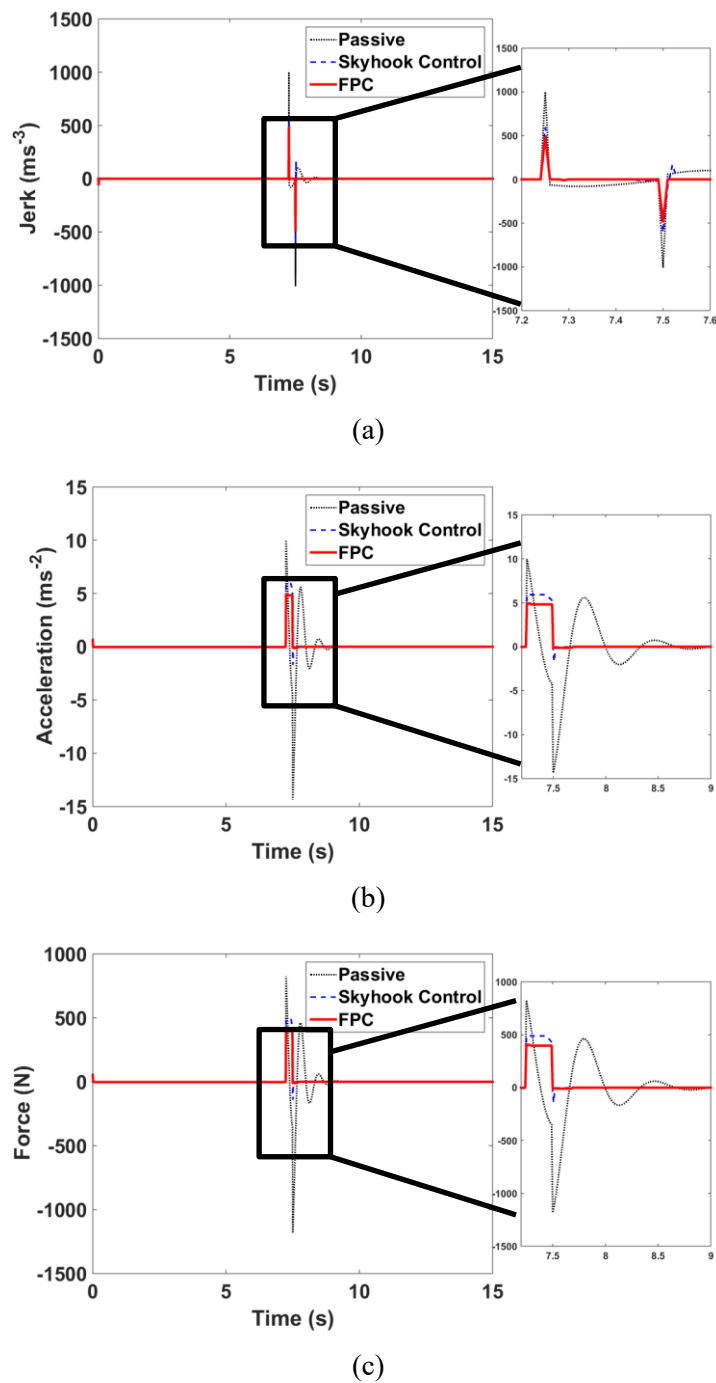 1500
1000
500
0
-500
-1000
-1500
Jerk (ms-3)
Passive
Skyhook Control
FPC
0 5 10 15
Time (s)
1500
1000
500
0
-500
-1000
-1500
7.2 7.3 7.4 7.5 7.6
(a)
15
10
5
0
-5
-10
-15
Acceleration (ms-2)
Passive
Skyhook Control
FPC
0 5 10 15
Time (s)
15
10
5
0
-5
-10
-15
7.5 8 8.5 9
(b)
1000
500
0
-500
-1000
-1500
Force (N)
Passive
Skyhook Control
FPC
0 5 10 15
Time (s)
1000
500
0
-500
-1000
-1500
7.5 8 8.5 9
(c)